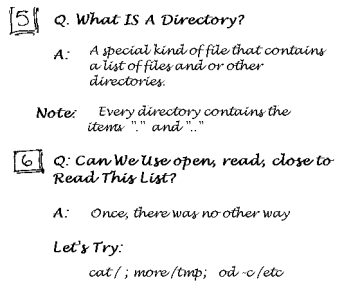 5 Q. What IS A Directory?
A: A special kind of file that contains
a list of files and or other
directories.
Note: Every directory contains the
items "." and ".."
6 Q: Can We Use open, read, close to
Read This List?
A: Once, there was no other way
Let's Try:
cat / ; more /tmp; od -c /etc